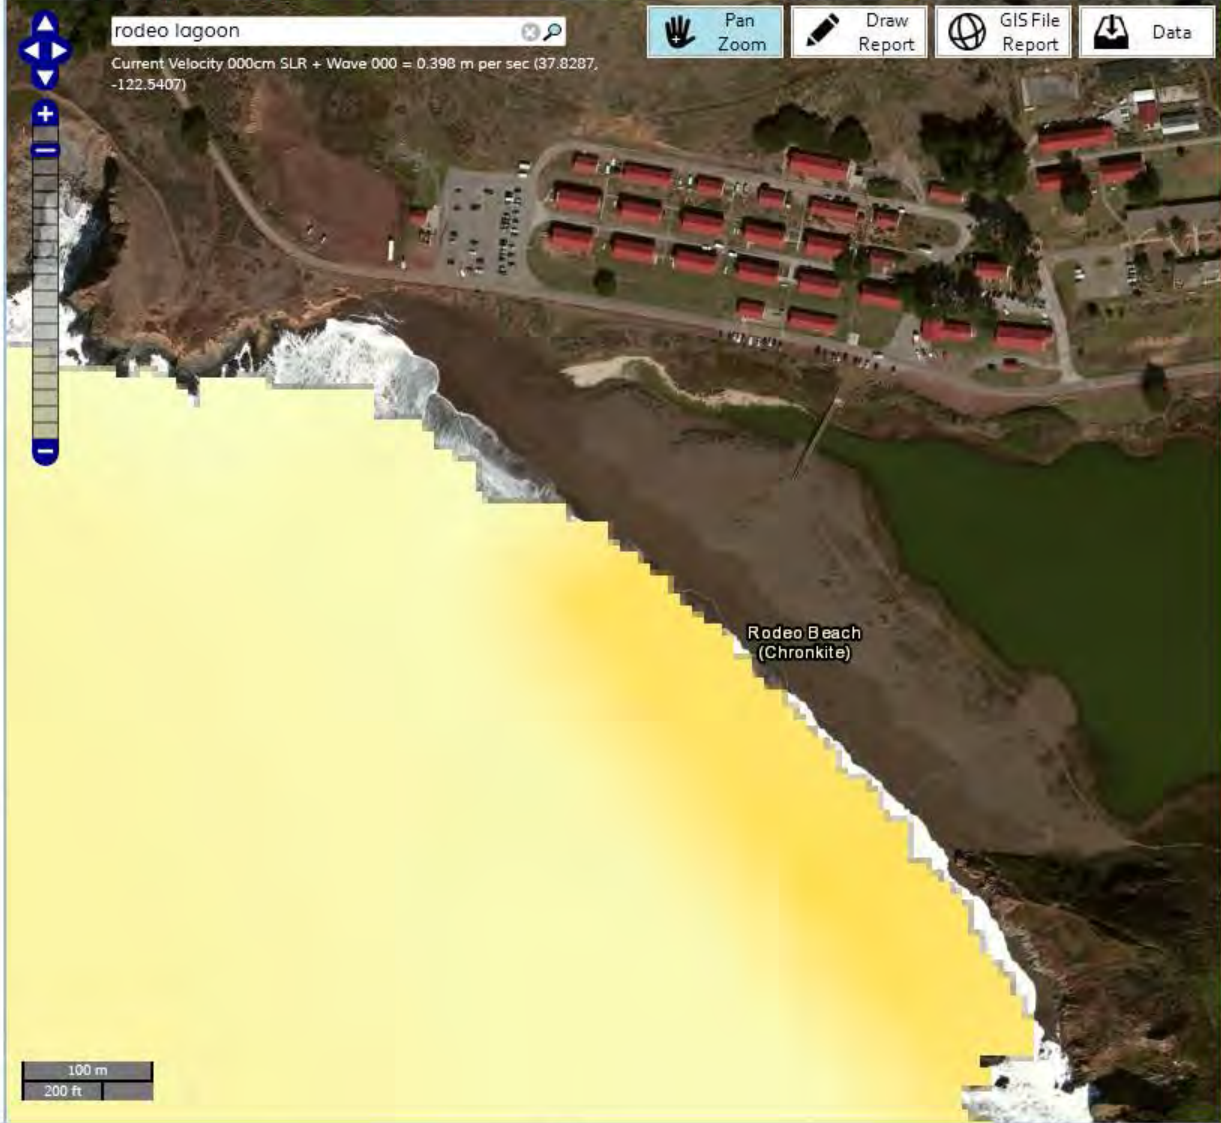 rodeo lagoon
Current Velocity 000cm SLR + Wave 000 = 0.398 m per sec (37.8287,
-122.5407)
Pan
Zoom
Draw
Report
GIS File
Report
Data
Rodeo Beach
(Chronkite)
100 m
200 ft